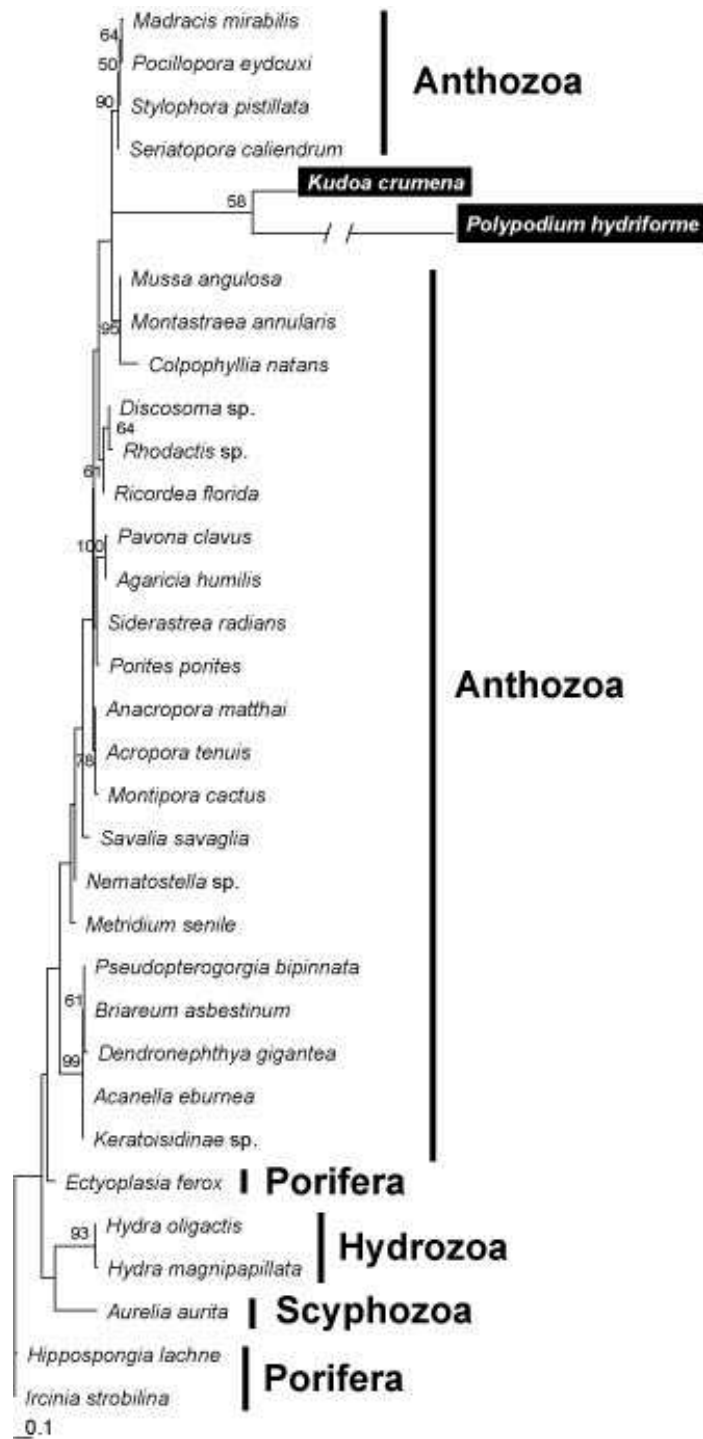 Madracis mirabilis
64
50
Pocillopora eydouxi
Anthozoa
90
Stylophora pistillata
Seriatopora caliendrum
Kudoa crumena
58
Polypodium hydriforme
Mussa angulosa
95
Montastraea annularis
Colpophyllia natans
Discosoma sp.
64
Rhodactis sp.
61
Ricordea florida
Pavona clavus
100
Agaricia humilis
Siderastrea radians
Porites porites
Anthozoa
Anacropora matthai
78
Acropora tenuis
Montipora cactus
Savalia savaglia
Nematostella sp.
Metridium senile
Pseudopterogorgia bipinnata
61
Briareum asbestinum
Dendronephthya gigantea
99
Acanella eburnea
Keratoisidinae sp.
Ectyoplasia ferox
Porifera
93
Hydra oligactis
Hydrozoa
Hydra magnipapillata
Aurelia aurita
Scyphozoa
Hippospongia lachne
Porifera
Ircinia strobilina
0.1